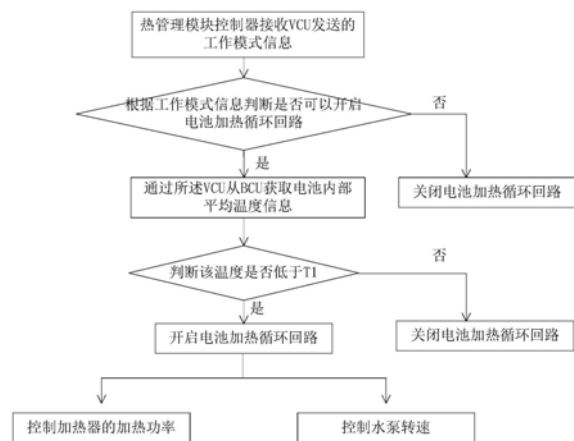 热管理模块控制器接收VCU发送的
工作模式信息
根据工作模式信息判断是否可以开启
电池加热循环回路
否
是
通过所述VCU从BCU获取电池内部
平均温度信息
关闭电池加热循环回路
判断该温度是否低于T1
否
是
开启电池加热循环回路
关闭电池加热循环回路
控制加热器的加热功率
控制水泵转速